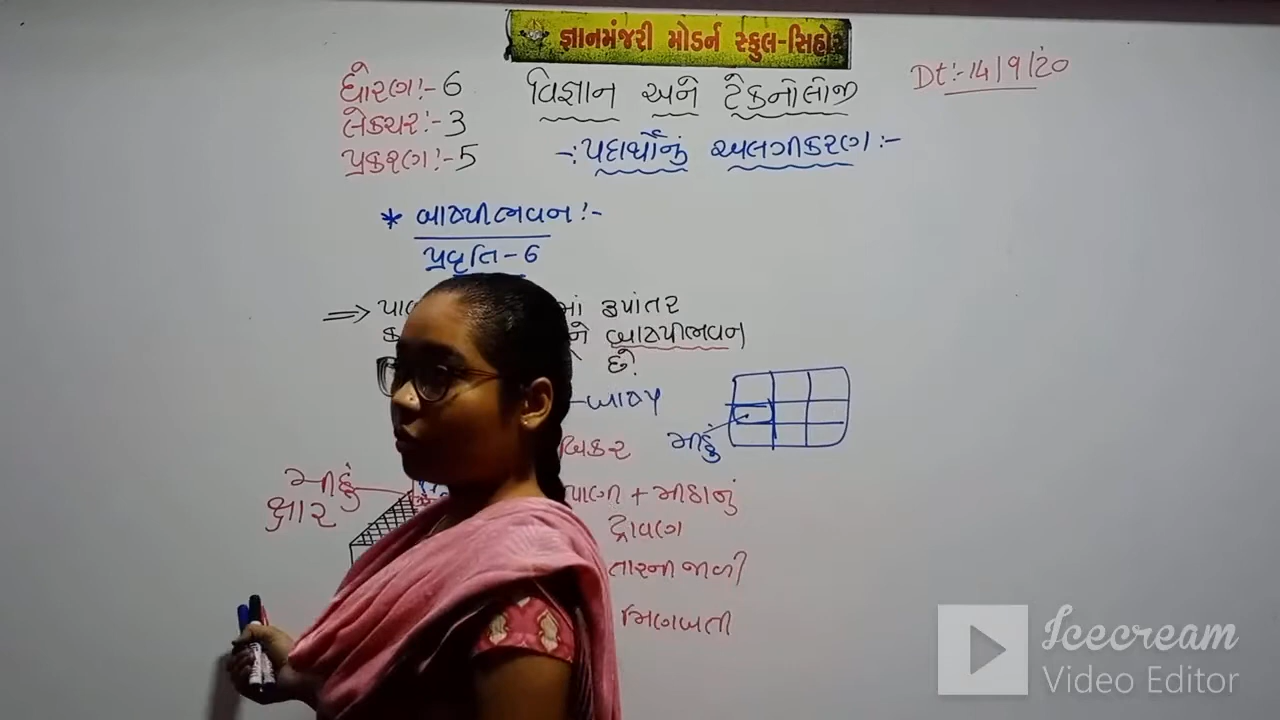 જ્ઞાનમંજરી મોડર્ન સ્કુલ-સિહોર
ધોરણ:- 6
લેક્ચર:- 3
પ્રકરણ:- 5
વિજ્ઞાન અને ટેકનોલોજી
Dt:-14/9/20
-:પદાર્થોનું અલગીકરણ:-
* બાષ્પીભવન:-
પ્રવૃતિ-6
=> રૂપાંતર
બાષ્પીભવન
છે.
-બાષ્પ
મીઠું
બિકર
મીઠું
ક્ષાર
પાણી + મીઠાનું
દ્રાવણ
તારની જાળી
મિણબતી
Icecream
Video Editor